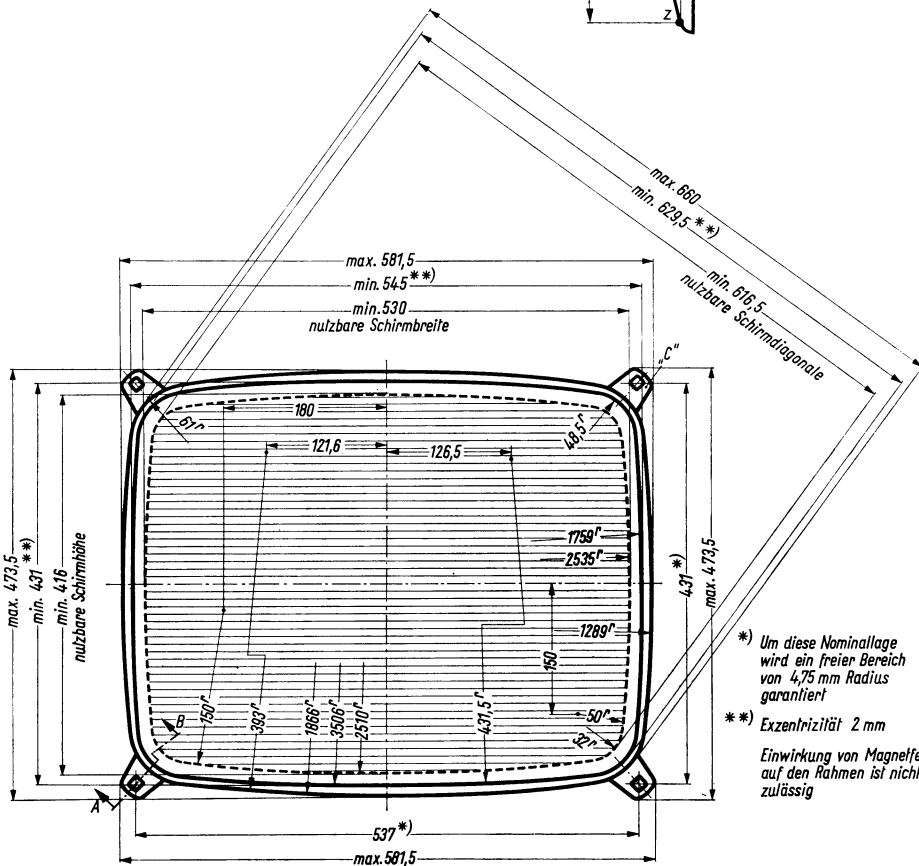 z
max. 660
min. 629,5 **)
min. 616,5
nutzbare Schirmdiagonale
max. 581,5
min. 545 **)
min. 530
nutzbare Schirmbreite
"C"
180
61r
48,5r
121,6
126,5
1759r
2535r
1289r
max. 473,5
min. 431 **)
min. 416
nutzbare Schirmhöhe
431 *)
max. 473,5
150
150r
B
393r
1866r
3506r
2510r
431,5r
50r
32r
A
537 *)
max. 581,5
*) Um diese Nominallage
wird ein freier Bereich
von 4,75 mm Radius
garantiert
**) Exzentrizität 2 mm
Einwirkung von Magnetfe
auf den Rahmen ist nich
zulässig